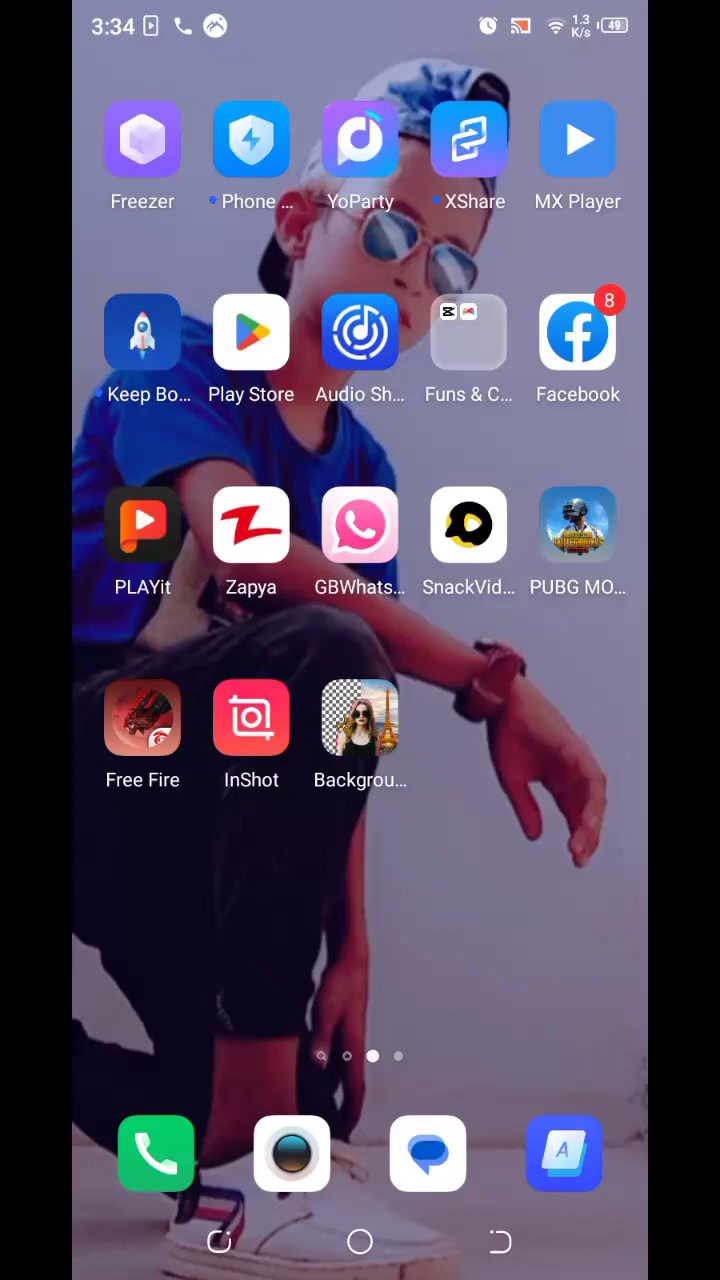 3:34
1.3
K/s
49
Freezer
Phone ...
YoParty
XShare
MX Player
8
Keep Bo...
Play Store
Audio Sh...
Funs & C...
Facebook
PLAYit
Zapya
GBWhats...
SnackVid...
PUBG MO...
Free Fire
InShot
Backgrou...
A